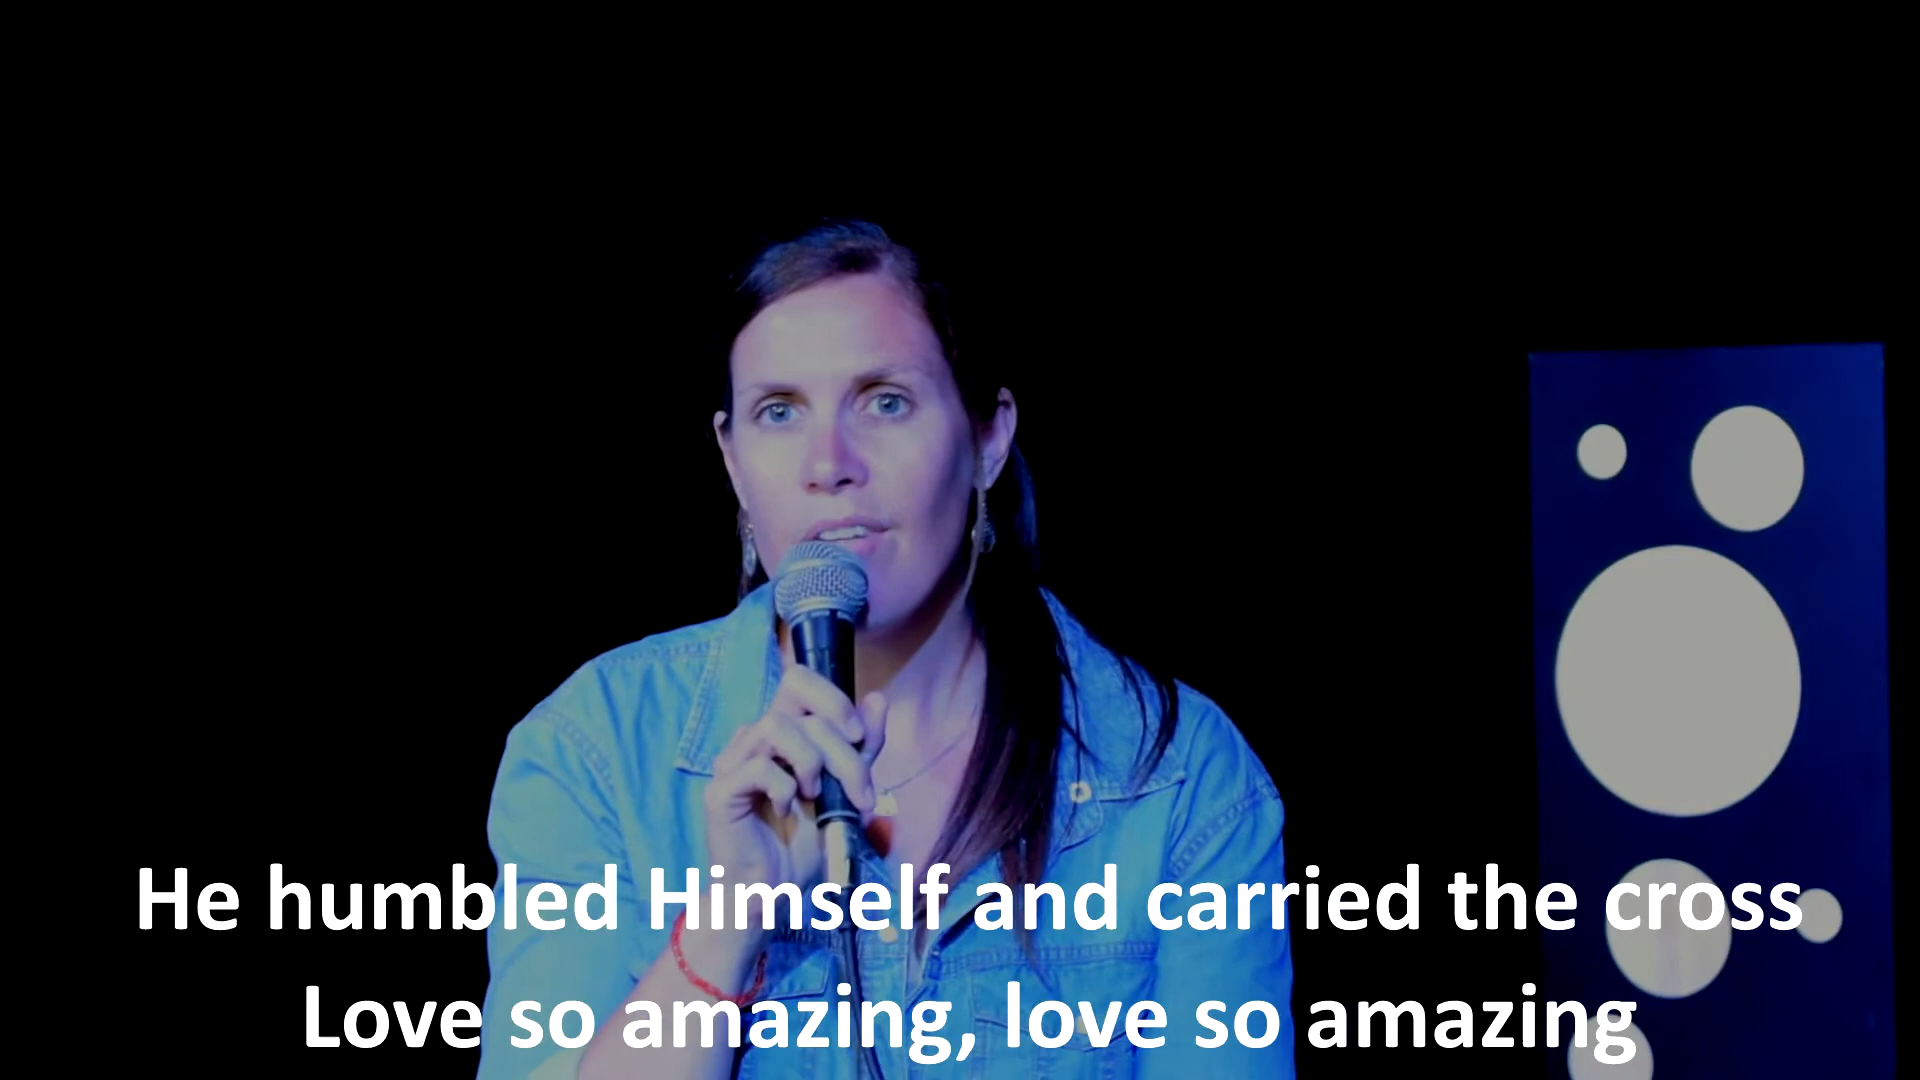 He humbled Himself and carried the cross
Love so amazing, love so amazing